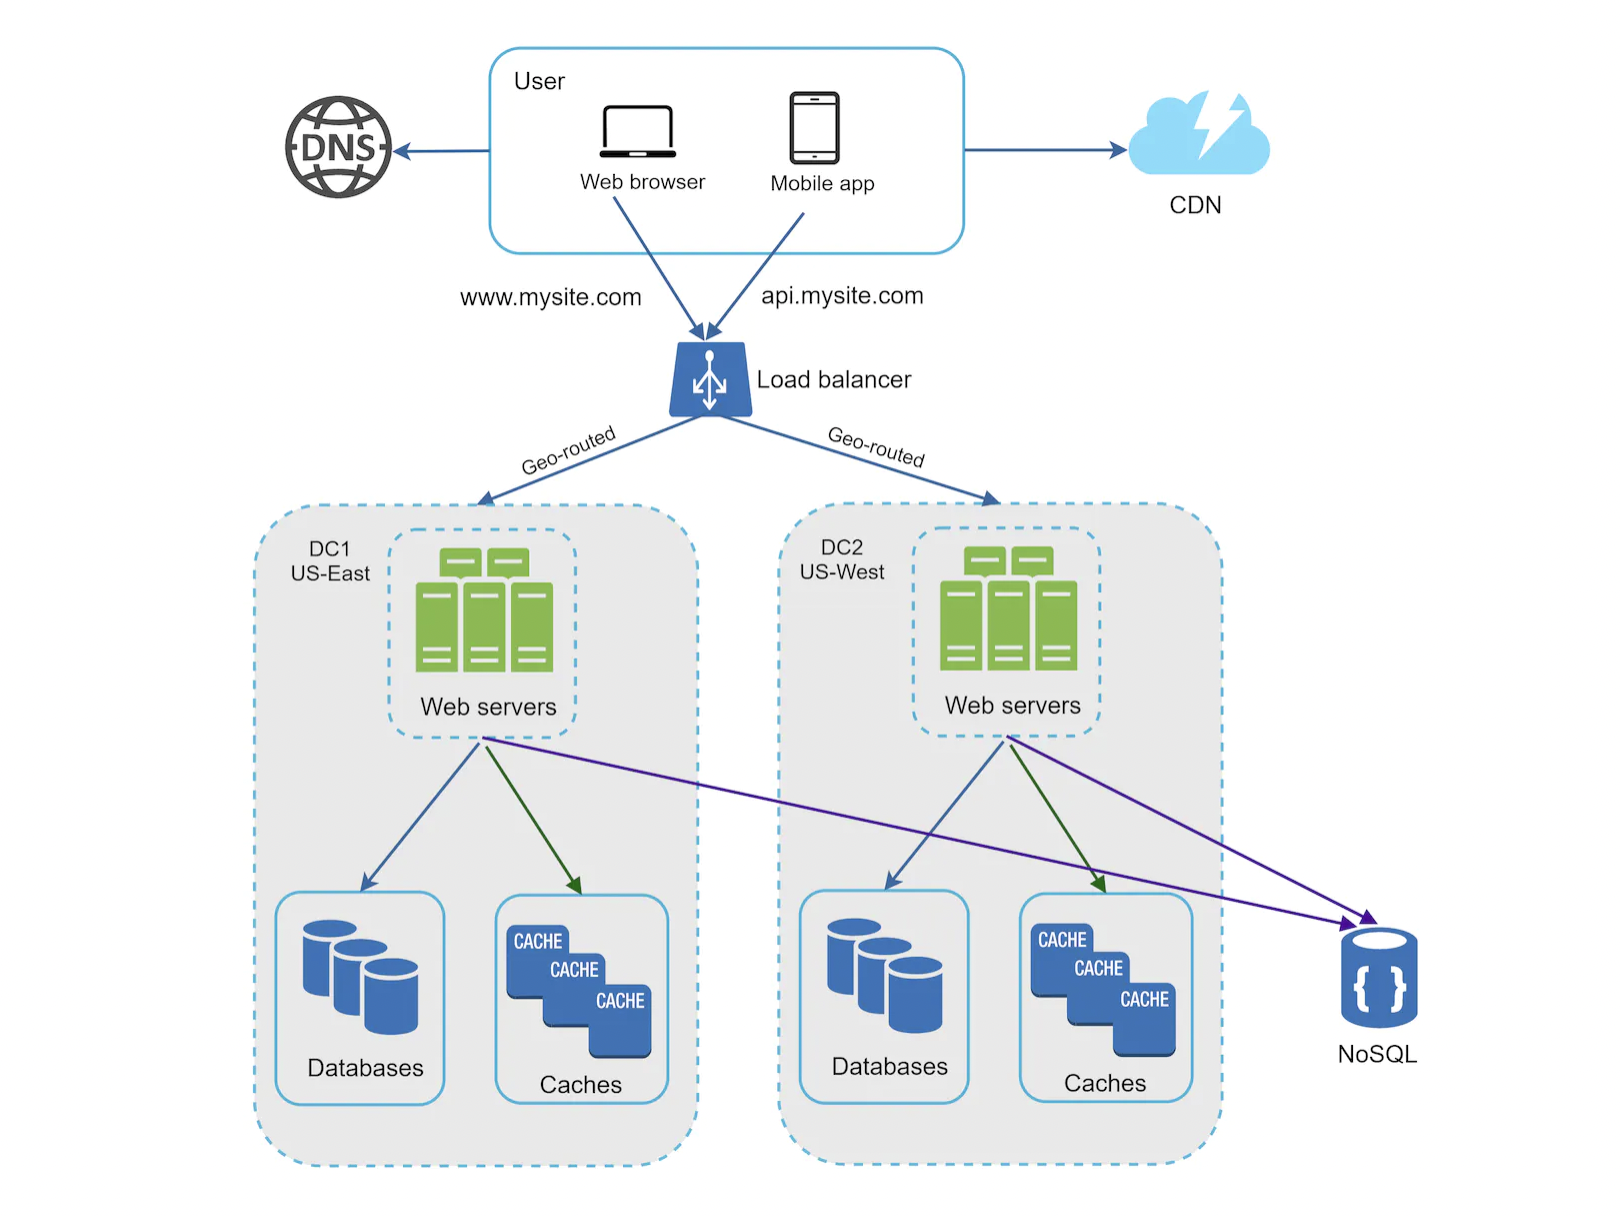 User
DNS
Web browser
Mobile app
CDN
www.mysite.com
api.mysite.com
Load balancer
Geo-routed
Geo-routed
DC1
US-East
Web servers
DC2
US-West
Web servers
CACHE
CACHE
CACHE
Databases
Caches
CACHE
CACHE
CACHE
Databases
Caches
{ }
NoSQL